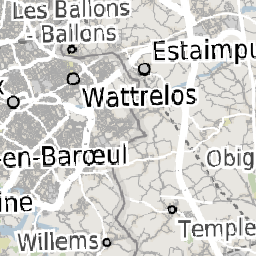 Les Ballons
- Ballons
Estaimpu
x
Wattrelos
-en-Barœul
Obig
ine
Temple
Willems